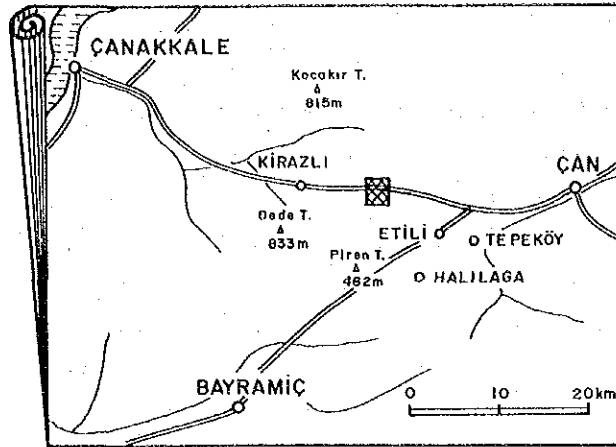 ÇANAKKALE
Kocakır T.
815m
KİRAZLI
ÇAN
Dede T.
833m
ETİLİ
TEPEKÖY
Piren T.
462m
HALILAGA
BAYRAMİÇ
0 10 20km